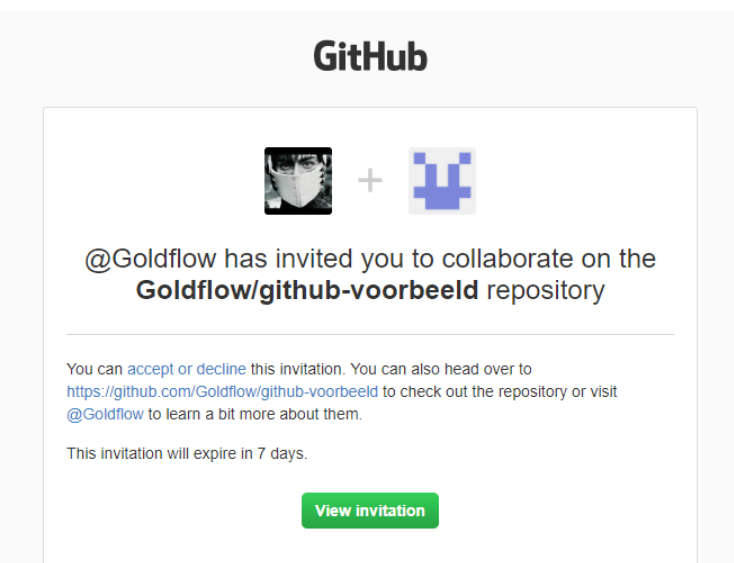 GitHub
@Goldflow has invited you to collaborate on the
Goldflow/github-voorbeeld repository
You can accept or decline this invitation. You can also head over to
https://github.com/Goldflow/github-voorbeeld to check out the repository or visit
@Goldflow to learn a bit more about them.
This invitation will expire in 7 days.
View invitation